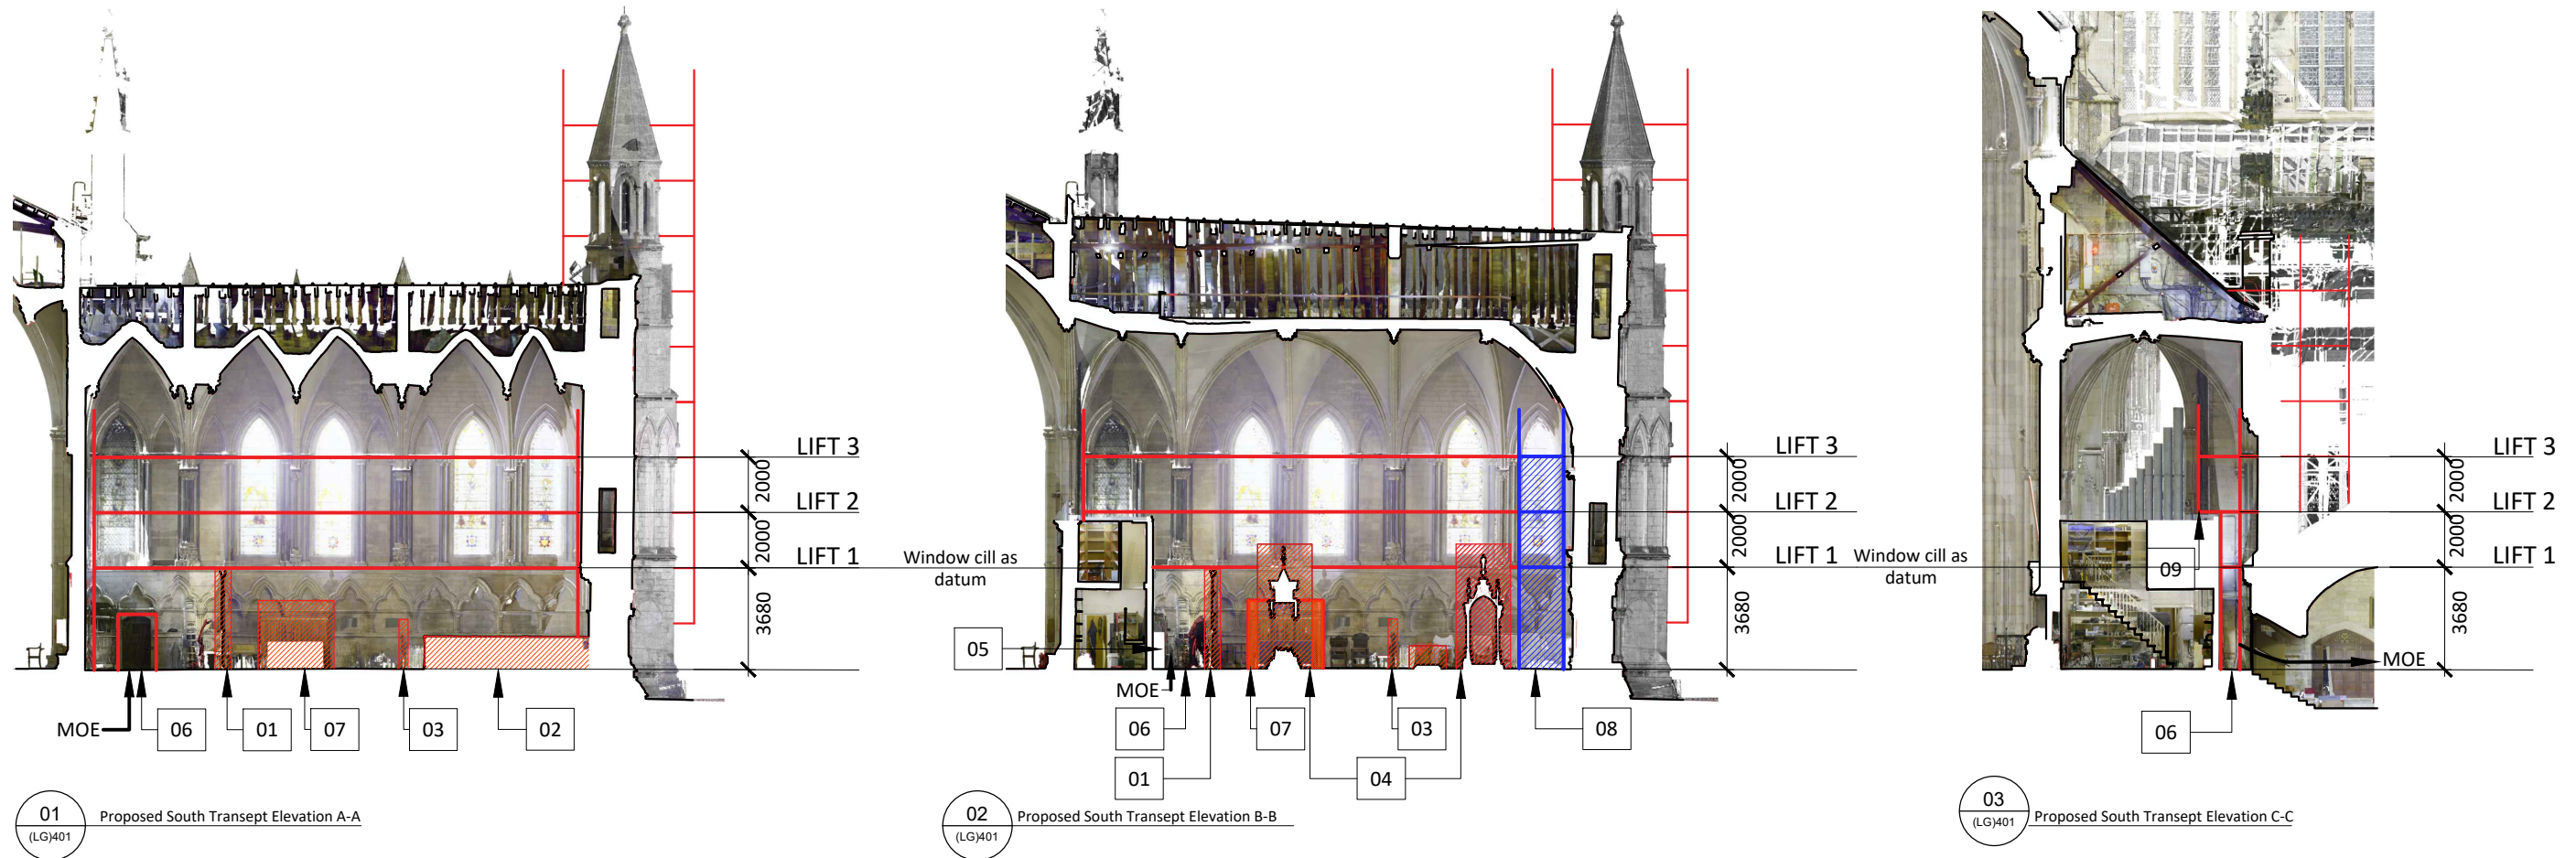 LIFT 3
2000
LIFT 2
2000
LIFT 1
3680
MOE
06
01
07
03
02
01
(LG)401
Proposed South Transept Elevation A-A
LIFT 3
2000
LIFT 2
2000
LIFT 1
Window cill as
datum
3680
05
MOE
06
07
03
08
01
04
02
(LG)401
Proposed South Transept Elevation B-B
LIFT 3
2000
LIFT 2
2000
LIFT 1
Window cill as
datum
09
3680
MOE
06
03
(LG)401
Proposed South Transept Elevation C-C